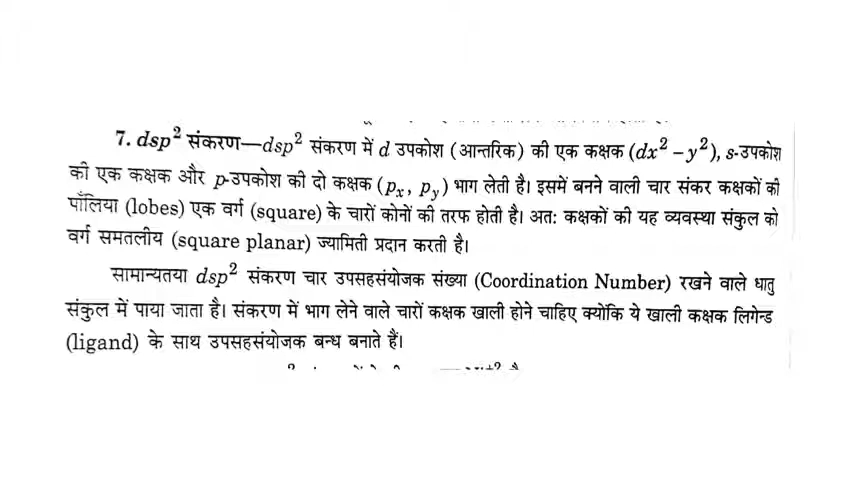 7. dsp² संकरण—dsp² संकरण में d उपकोश (आन्तरिक) की एक कक्षक (dx² – y²), s-उपकोश
की एक कक्षक और p-उपकोश की दो कक्षक (pₓ, p_y) भाग लेती है। इसमें बनने वाली चार संकर कक्षकों की
पॉलिया (lobes) एक वर्ग (square) के चारों कोनों की तरफ होती है। अत: कक्षकों की यह व्यवस्था संकुल को
वर्ग समतलीय (square planar) ज्यामिती प्रदान करती है।
सामान्यतया dsp² संकरण चार उपसहसंयोजक संख्या (Coordination Number) रखने वाले धातु
संकुल में पाया जाता है। संकरण में भाग लेने वाले चारों कक्षक खाली होने चाहिए क्योंकि ये खाली कक्षक लिगेन्ड
(ligand) के साथ उपसहसंयोजक बन्ध बनाते हैं।